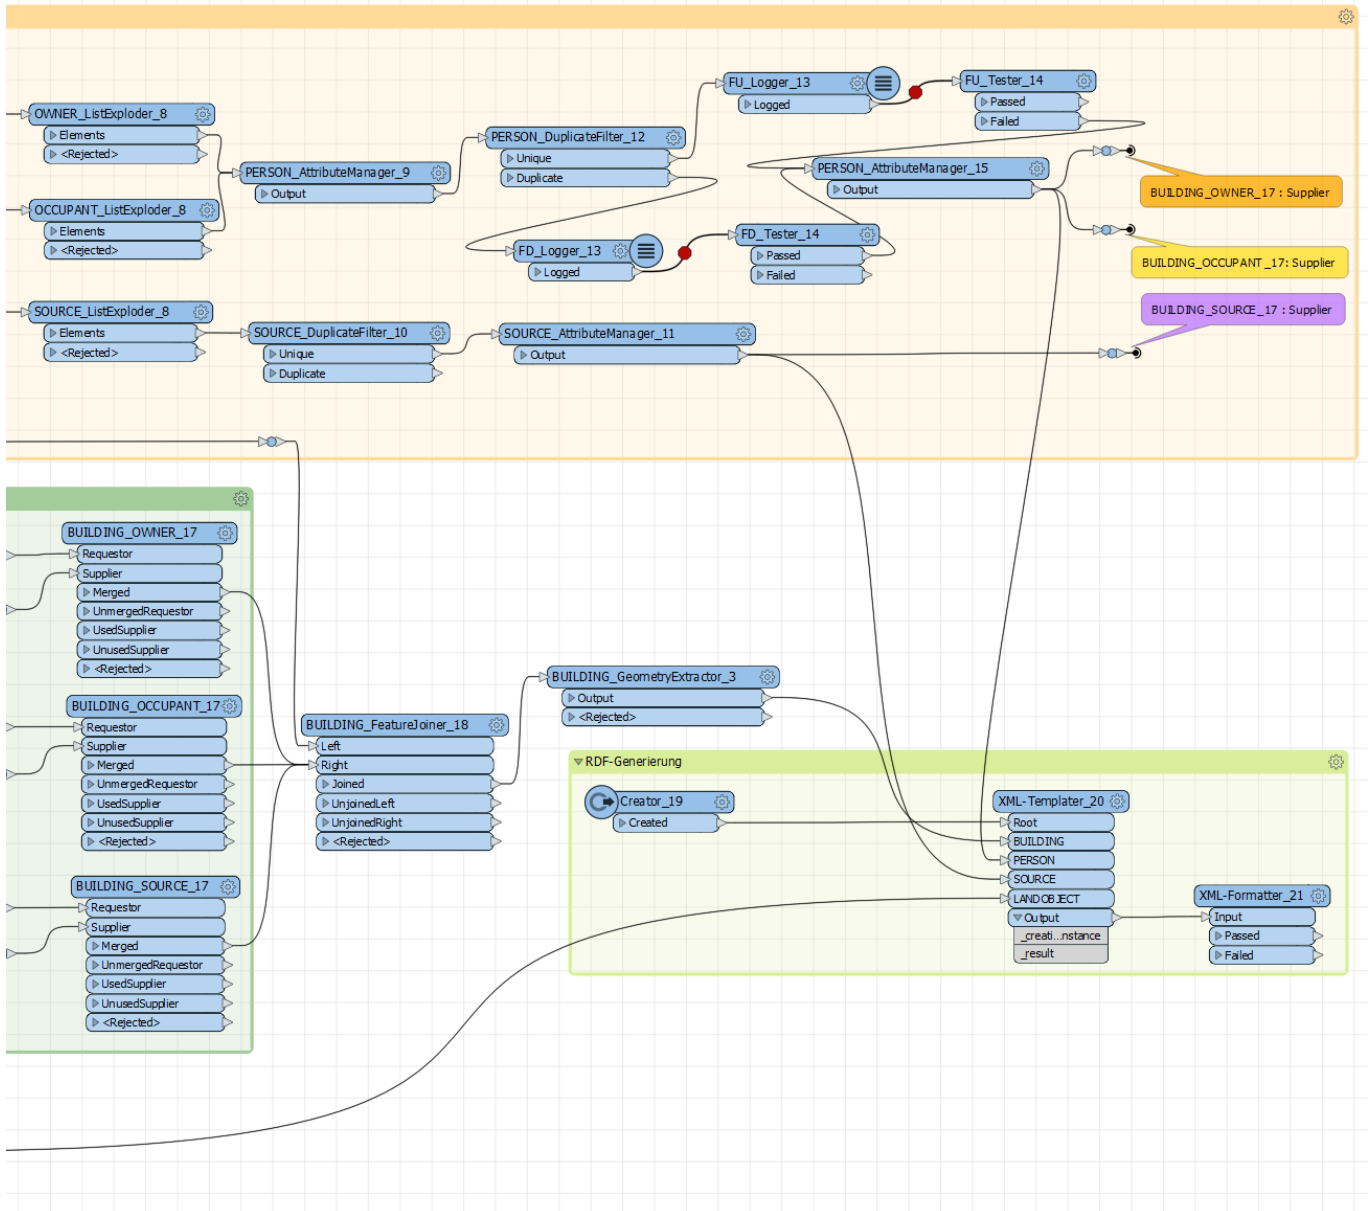 OWNER_ListExploder_8
Elements
<Rejected>
OCCUPANT_ListExploder_8
Elements
<Rejected>
PERSON_AttributeManager_9
Output
PERSON_DuplicateFilter_12
Unique
Duplicate
FU_Logger_13
Logged
FU_Tester_14
Passed
Failed
FD_Logger_13
Logged
FD_Tester_14
Passed
Failed
PERSON_AttributeManager_15
Output
BUILDING_OWNER_17 : Supplier
BUILDING_OCCUPANT_17: Supplier
BUILDING_SOURCE_17 : Supplier
SOURCE_ListExploder_8
Elements
<Rejected>
SOURCE_DuplicateFilter_10
Unique
Duplicate
SOURCE_AttributeManager_11
Output
BUILDING_OWNER_17
Requestor
Supplier
Merged
UnmergedRequestor
UsedSupplier
UnusedSupplier
<Rejected>
BUILDING_OCCUPANT_17
Requestor
Supplier
Merged
UnmergedRequestor
UsedSupplier
UnusedSupplier
<Rejected>
BUILDING_SOURCE_17
Requestor
Supplier
Merged
UnmergedRequestor
UsedSupplier
UnusedSupplier
<Rejected>
BUILDING_FeatureJoiner_18
Left
Right
Joined
UnjoinedLeft
UnjoinedRight
<Rejected>
BUILDING_GeometryExtractor_3
Output
<Rejected>
RDF-Generierung
Creator_19
Created
XML-Templater_20
Root
BUILDING
PERSON
SOURCE
LANDOBJECT
Output
_creati...nstance
_result
XML-Formatter_21
Input
Passed
Failed